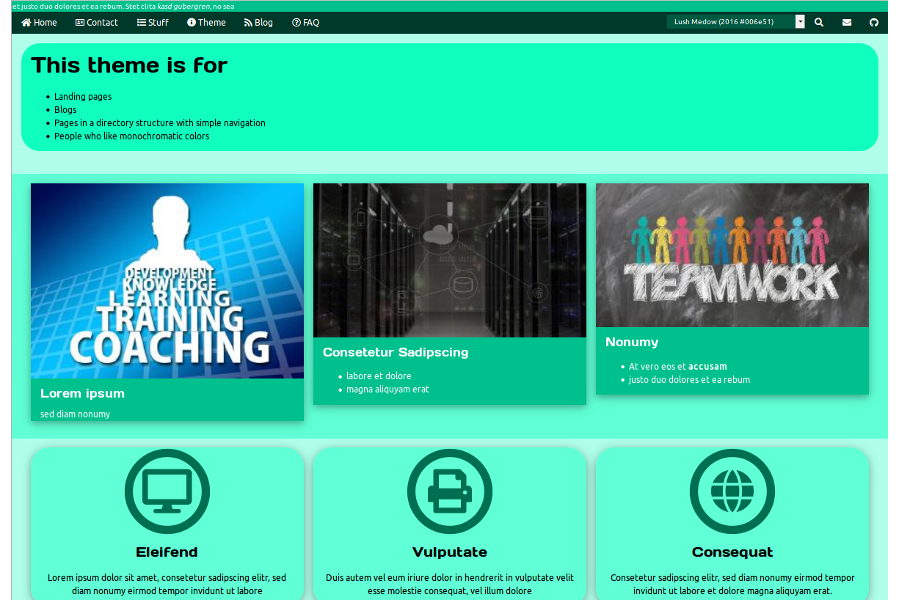 et justo duo dolores et ea rebum. Stet clita kasd gubergren, no sea
Home Contact Stuff Theme Blog FAQ Lush Medow (2016 #006e51)
This theme is for
Landing pages
Blogs
Pages in a directory structure with simple navigation
People who like monochromatic colors
DEVELOPMENT
KNOWLEDGE
LEARNING
TRAINING
COACHING
Lorem ipsum
sed diam nonumy
Consetetur Sadipscing
labore et dolore
magna aliquyam erat
TEAMWORK
Nonumy
At vero eos et accusam
justo duo dolores et ea rebum
Eleifend
Lorem ipsum dolor sit amet, consetetur sadipscing elitr, sed
diam nonumy eirmod tempor invidunt ut labore
Vulputate
Duis autem vel eum iriure dolor in hendrerit in vulputate velit
esse molestie consequat, vel illum dolore
Consequat
Consetetur sadipscing elitr, sed diam nonumy eirmod tempor
invidunt ut labore et dolore magna aliquyam erat.